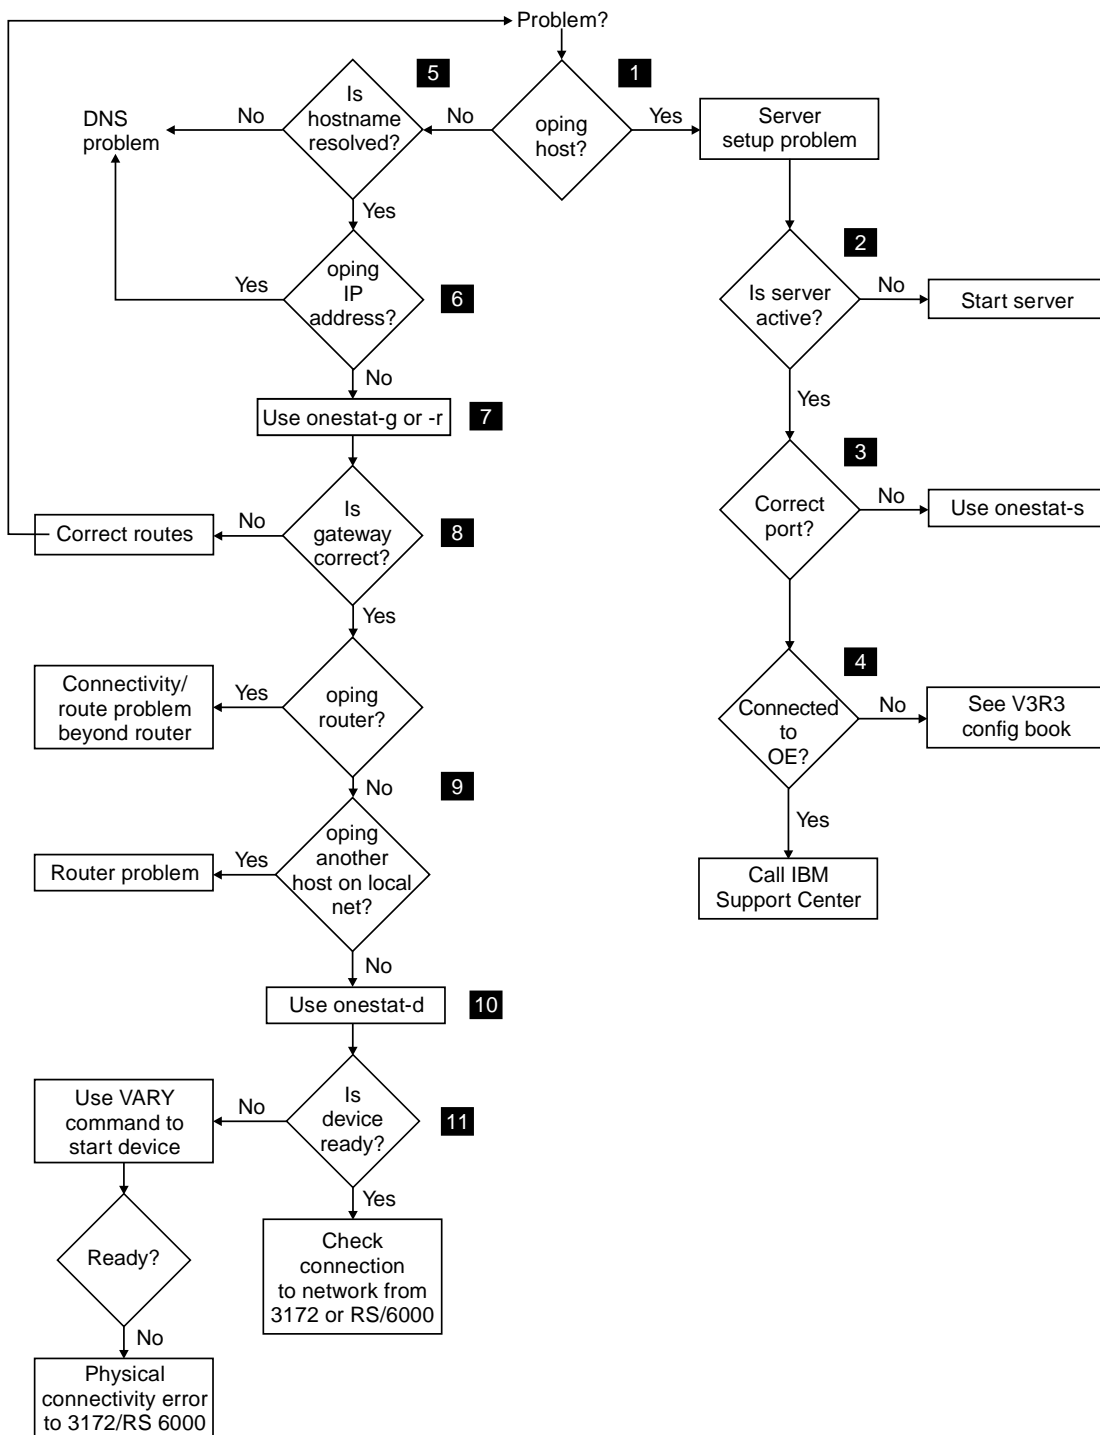 Problem?
5
1
Is
hostname
resolved?
No
DNS
problem
No
oping
host?
Yes
Server
setup problem
Yes
2
oping
IP
address?
Yes
6
Is server
active?
No
Start server
No
Yes
Use onestat-g or -r
7
3
Is
gateway
correct?
No
Correct routes
8
Correct
port?
No
Use onestat-s
Yes
4
Connectivity/
route problem
beyond router
Yes
oping
router?
Connected
to
OE?
No
See V3R3
config book
No
9
Yes
oping
another
host on local
net?
Yes
Router problem
Call IBM
Support Center
No
Use onestat-d
10
Use VARY
command to
start device
No
Is
device
ready?
11
Yes
Ready?
Check
connection
to network from
3172 or RS/6000
No
Physical
connectivity error
to 3172/RS 6000